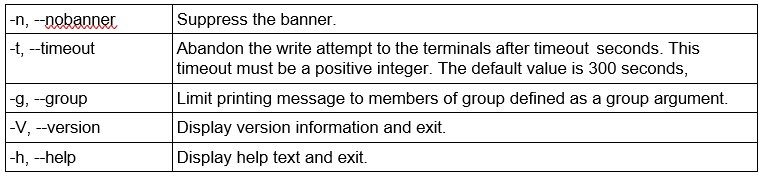 -n, --nobanner Suppress the banner.
-t, --timeout Abandon the write attempt to the terminals after timeout seconds. This
timeout must be a positive integer. The default value is 300 seconds,
-g, --group Limit printing message to members of group defined as a group argument.
-V, --version Display version information and exit.
-h, --help Display help text and exit.